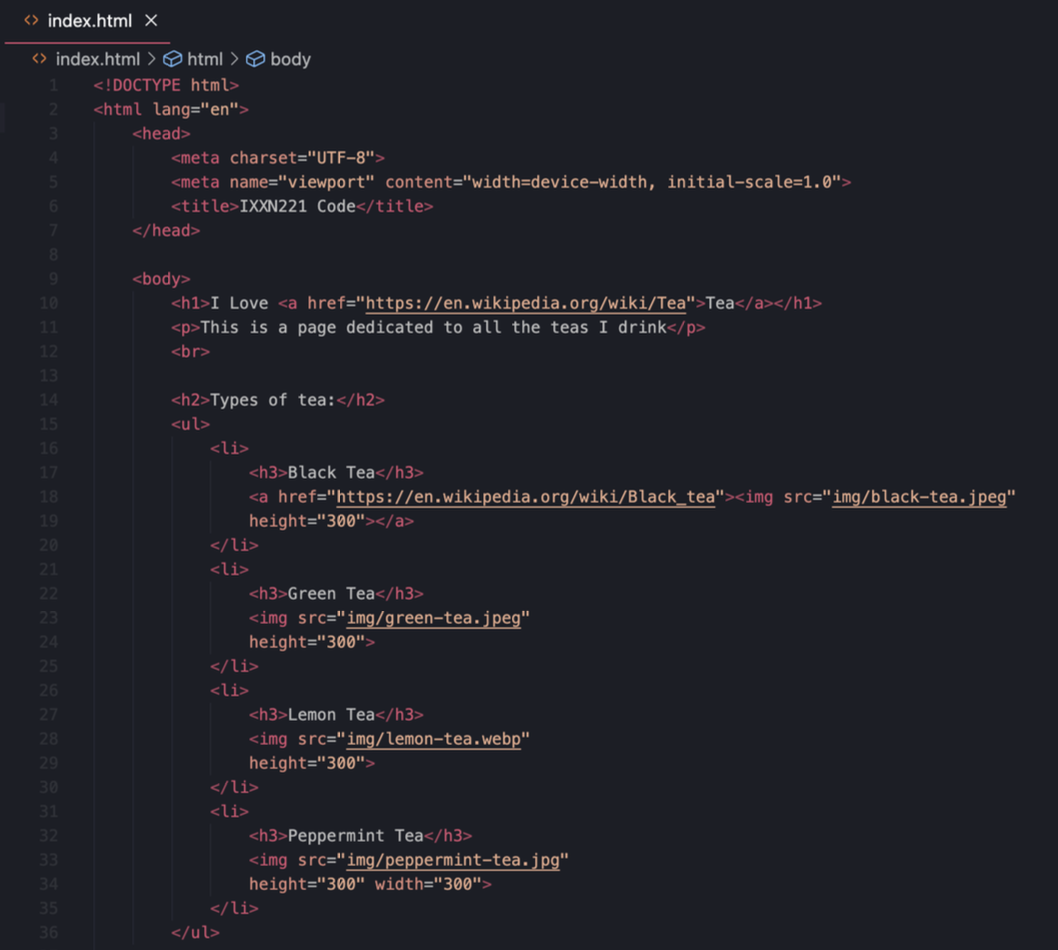 index.html ×
index.html > html > body
1 <!DOCTYPE html>
2 <html lang="en">
3 <head>
4 <meta charset="UTF-8">
5 <meta name="viewport" content="width=device-width, initial-scale=1.0">
6 <title>IXXN221 Code</title>
7 </head>
8
9 <body>
10 <h1>I Love <a href="https://en.wikipedia.org/wiki/Tea">Tea</a></h1>
11 <p>This is a page dedicated to all the teas I drink</p>
12 <br>
13
14 <h2>Types of tea:</h2>
15 <ul>
16 <li>
17 <h3>Black Tea</h3>
18 <a href="https://en.wikipedia.org/wiki/Black_tea"><img src="img/black-tea.jpeg"
19 height="300"></a>
20 </li>
21 <li>
22 <h3>Green Tea</h3>
23 <img src="img/green-tea.jpeg"
24 height="300">
25 </li>
26 <li>
27 <h3>Lemon Tea</h3>
28 <img src="img/lemon-tea.webp"
29 height="300">
30 </li>
31 <li>
32 <h3>Peppermint Tea</h3>
33 <img src="img/peppermint-tea.jpg"
34 height="300" width="300">
35 </li>
36 </ul>